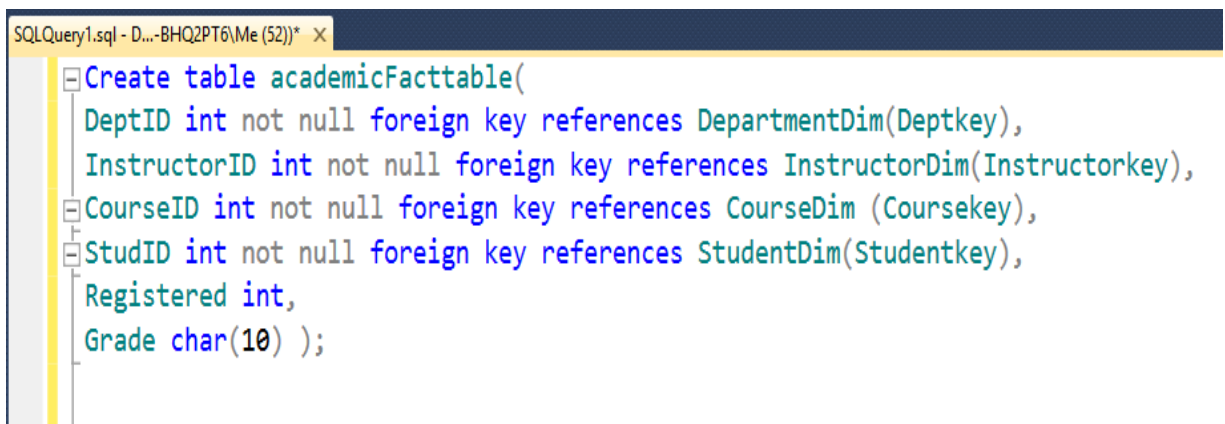 SQLQuery1.sql - D...-BHQ2PT6\Me (52))* X
Create table academicFacttable(
DeptID int not null foreign key references DepartmentDim(Deptkey),
InstructorID int not null foreign key references InstructorDim(Instructorkey),
CourseID int not null foreign key references CourseDim (Coursekey),
StudID int not null foreign key references StudentDim(Studentkey),
Registered int,
Grade char(10) );